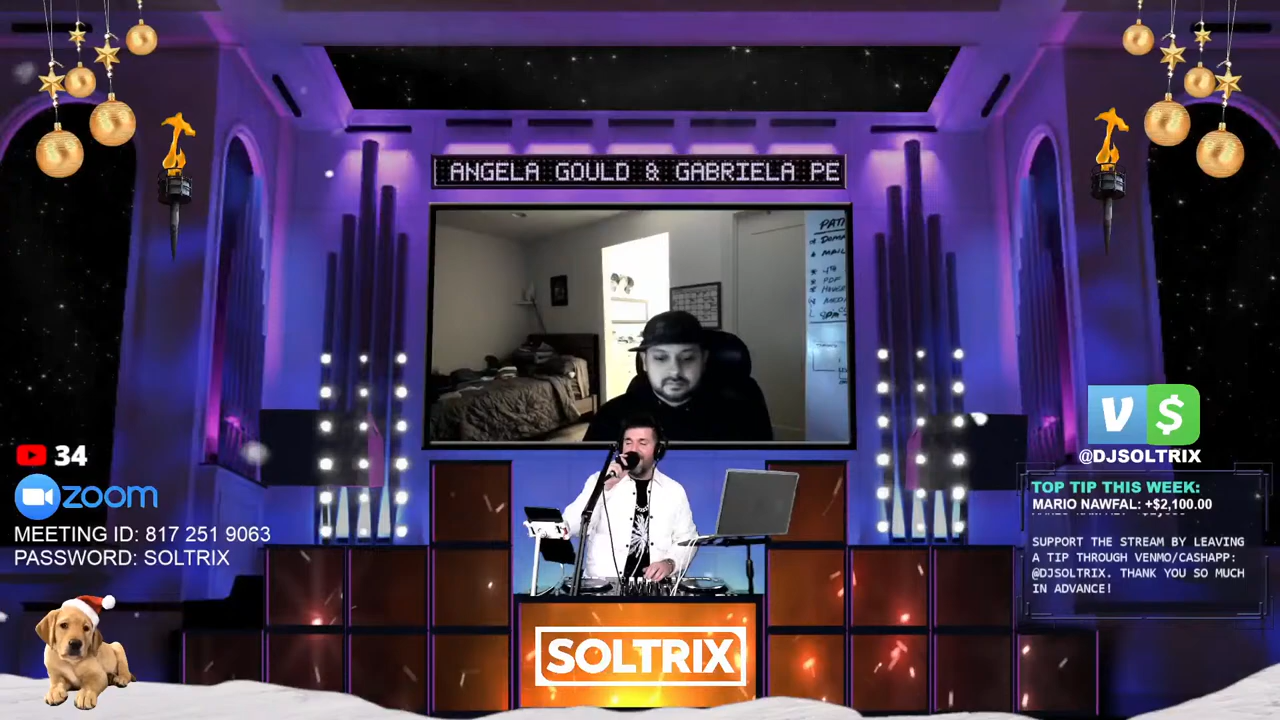 ANGELA GOULD & GABRIELA PE
PATH
34
zoom
MEETING ID: 817 251 9063
PASSWORD: SOLTRIX
V $
@DJSOLTRIX
TOP TIP THIS WEEK:
MARIO NAWFAL: +$2,100.00
SUPPORT THE STREAM BY LEAVING
A TIP THROUGH VENMO/CASHAPP:
@DJSOLTRIX. THANK YOU SO MUCH
IN ADVANCE!
SOLTRIX